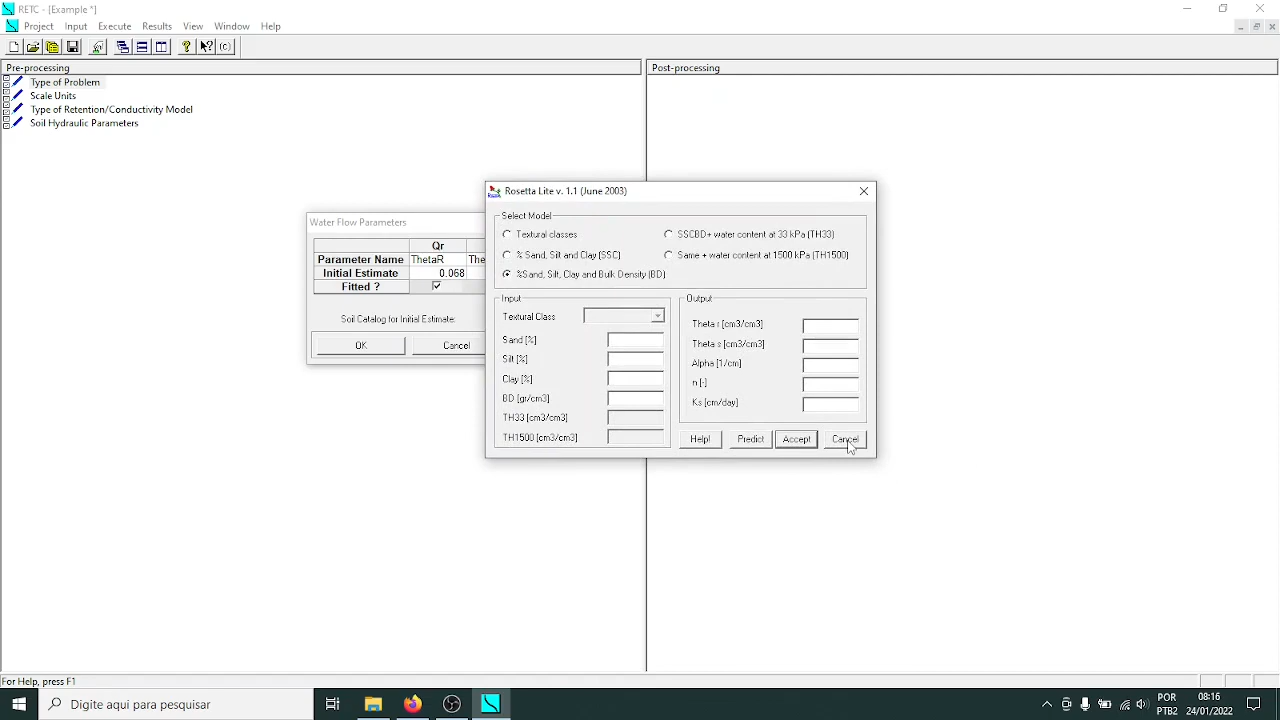 RETC - [Example *]
Project Input Execute Results View Window Help
Pre-processing
Post-processing
Type of Problem
Scale Units
Type of Retention/Conductivity Model
Soil Hydraulic Parameters
Water Flow Parameters
Qr
Parameter Name ThetaR The
Initial Estimate 0.068
Fitted ?
Soil Catalog for Initial Estimate:
OK Cancel
Rosetta Lite v. 1.1 (June 2003)
Select Model
Textural classes
SSCBD+ water content at 33 kPa (TH33)
% Sand, Silt and Clay (SSC)
Same + water content at 1500 kPa (TH1500)
%Sand, Silt, Clay and Bulk Density (BD)
Input
Textural Class
Sand [%]
Silt [%]
Clay [%]
BD [gr/cm3]
TH33 [cm3/cm3]
TH1500 [cm3/cm3]
Output
Theta r [cm3/cm3]
Theta s [cm3/cm3]
Alpha [1/cm]
n [-]
Ks [cm/day]
Help! Predict Accept Cancel
For Help, press F1
Digite aqui para pesquisar
POR
PTB2
08:16
24/01/2022